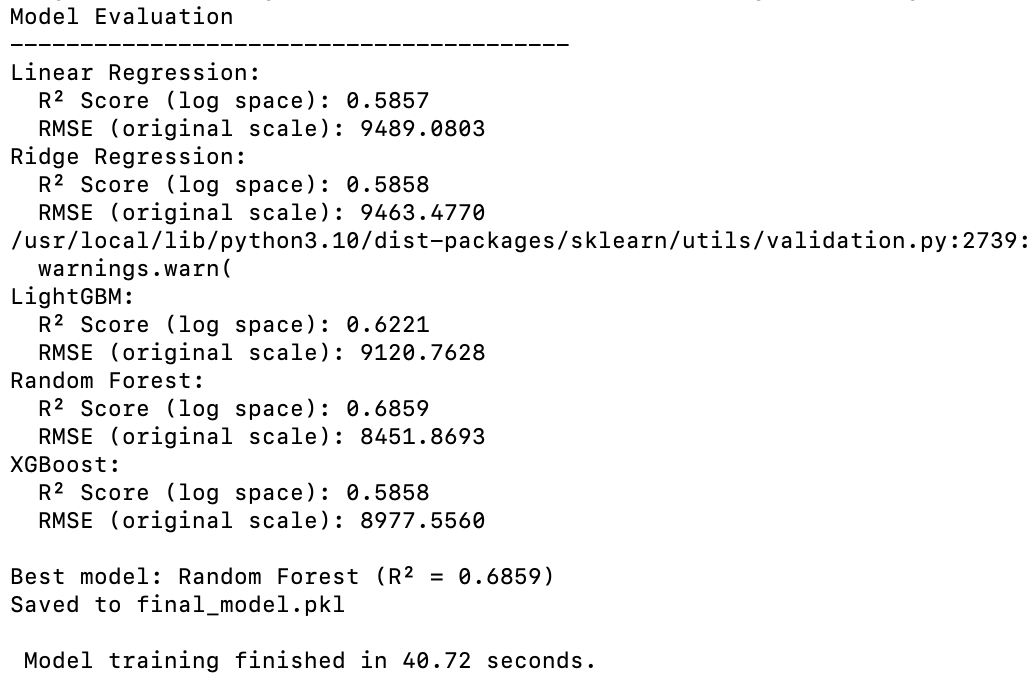 Model Evaluation
----------------------------------------
Linear Regression:
  R² Score (log space): 0.5857
  RMSE (original scale): 9489.0803
Ridge Regression:
  R² Score (log space): 0.5858
  RMSE (original scale): 9463.4770
/usr/local/lib/python3.10/dist-packages/sklearn/utils/validation.py:2739:
  warnings.warn(
LightGBM:
  R² Score (log space): 0.6221
  RMSE (original scale): 9120.7628
Random Forest:
  R² Score (log space): 0.6859
  RMSE (original scale): 8451.8693
XGBoost:
  R² Score (log space): 0.5858
  RMSE (original scale): 8977.5560

Best model: Random Forest (R² = 0.6859)
Saved to final_model.pkl

 Model training finished in 40.72 seconds.